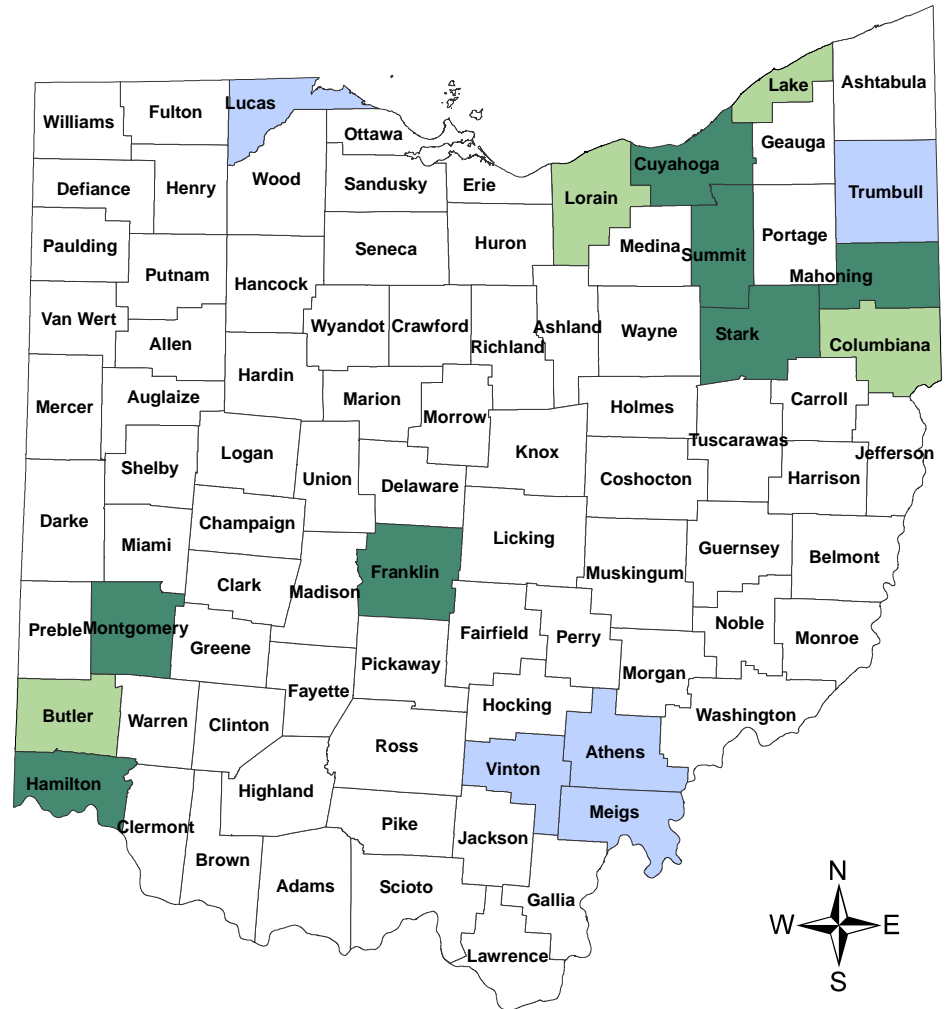 Ashtabula
Lake
Lucas
Fulton
Williams
Ottawa
Geauga
Cuyahoga
Wood
Sandusky
Erie
Defiance
Henry
Trumbull
Lorain
Portage
Medina
Summit
Huron
Seneca
Paulding
Putnam
Mahoning
Hancock
Van Wert
Wyandot
Crawford
Ashland
Wayne
Stark
Columbiana
Allen
Richland
Hardin
Auglaize
Marion
Carroll
Mercer
Morrow
Holmes
Tuscarawas
Knox
Logan
Jefferson
Shelby
Union
Delaware
Coshocton
Harrison
Darke
Champaign
Miami
Licking
Guernsey
Belmont
Franklin
Muskingum
Clark
Madison
Noble
Preble
Montgomery
Fairfield
Perry
Monroe
Greene
Pickaway
Morgan
Fayette
Hocking
Butler
Warren
Clinton
Washington
Ross
Athens
Vinton
Hamilton
Highland
Meigs
Clermont
Pike
Jackson
Brown
Adams
Scioto
Gallia
Lawrence
N
W
E
S